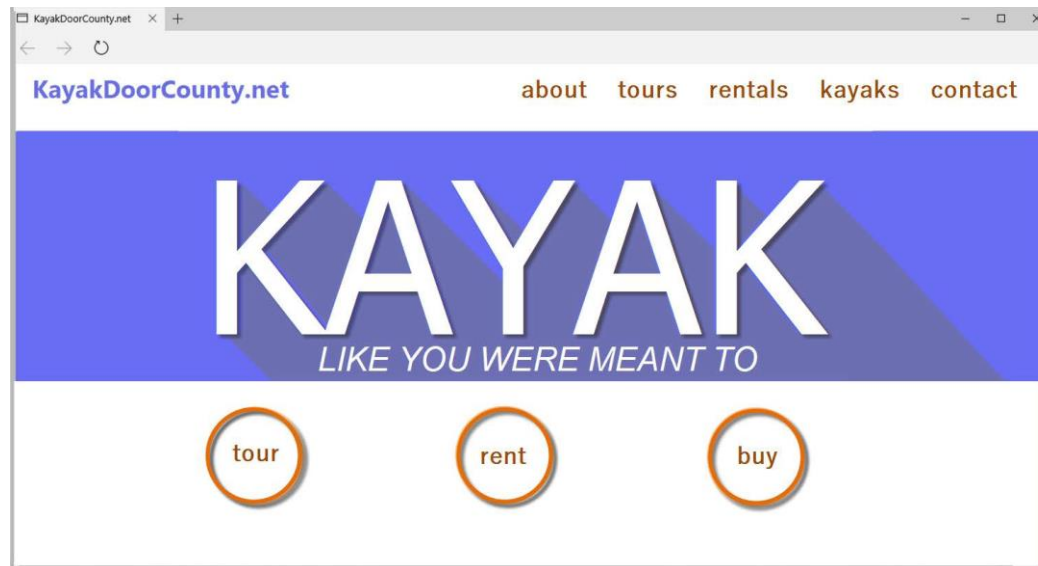 KayakDoorCounty.net
KayakDoorCounty.net
about tours rentals kayaks contact
KAYAK
LIKE YOU WERE MEANT TO
tour rent buy